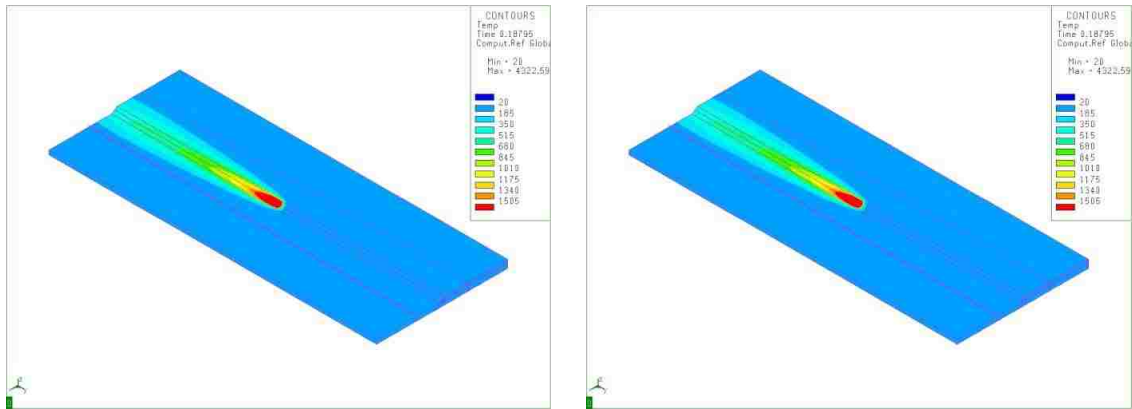 CONTOURS
Temp
Time 0.18795
Comput.Ref Globa
Min = 20
Max = 4322.59
20
185
350
515
680
845
1010
1175
1340
1505
CONTOURS
Temp
Time 0.18795
Comput.Ref Globa
Min = 20
Max = 4322.59
20
185
350
515
680
845
1010
1175
1340
1505